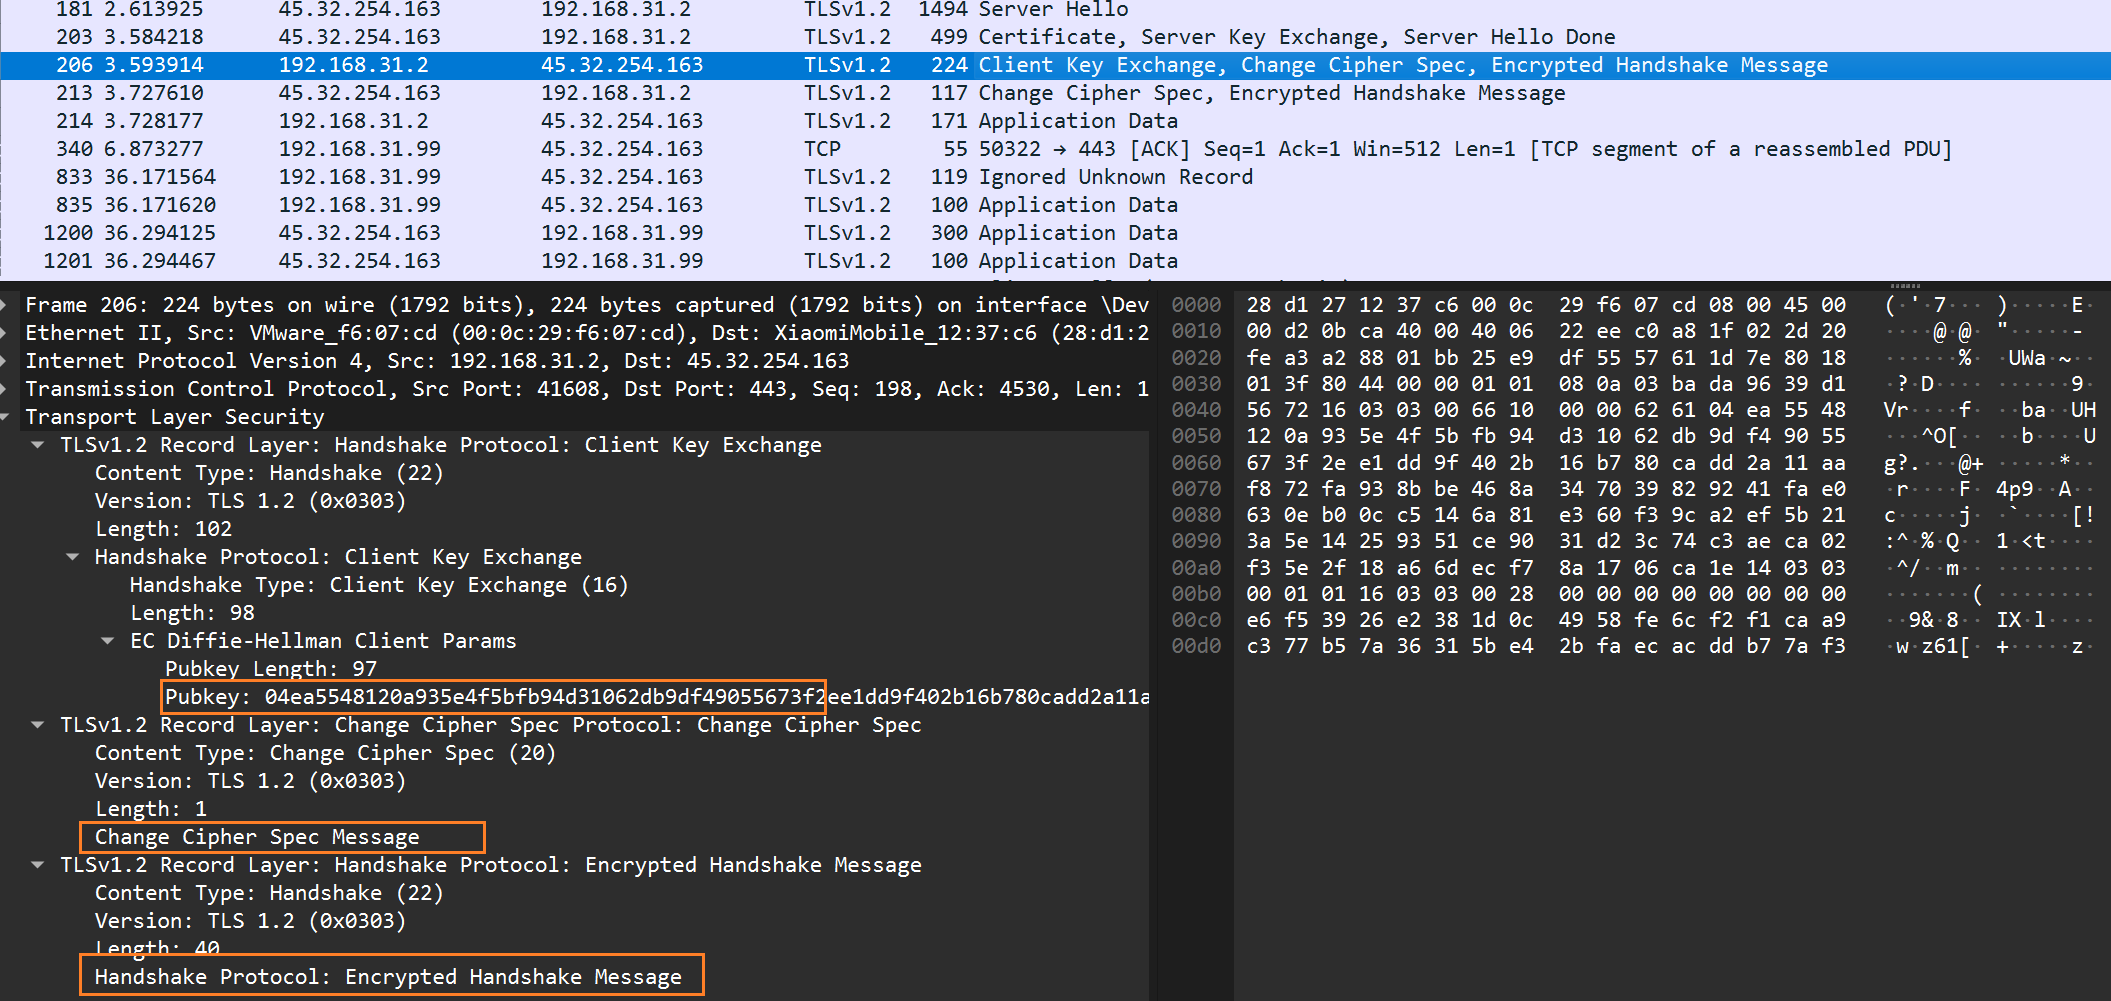 181 2.613925 45.32.254.163 192.168.31.2 TLSv1.2 1494 Server Hello
203 3.584218 45.32.254.163 192.168.31.2 TLSv1.2 499 Certificate, Server Key Exchange, Server Hello Done
206 3.593914 192.168.31.2 45.32.254.163 TLSv1.2 224 Client Key Exchange, Change Cipher Spec, Encrypted Handshake Message
213 3.727610 45.32.254.163 192.168.31.2 TLSv1.2 117 Change Cipher Spec, Encrypted Handshake Message
214 3.728177 192.168.31.2 45.32.254.163 TLSv1.2 171 Application Data
340 6.873277 192.168.31.99 45.32.254.163 TCP 55 50322 → 443 [ACK] Seq=1 Ack=1 Win=512 Len=1 [TCP segment of a reassembled PDU]
833 36.171564 192.168.31.99 45.32.254.163 TLSv1.2 119 Ignored Unknown Record
835 36.171620 192.168.31.99 45.32.254.163 TLSv1.2 100 Application Data
1200 36.294125 45.32.254.163 192.168.31.99 TLSv1.2 300 Application Data
1201 36.294467 45.32.254.163 192.168.31.99 TLSv1.2 100 Application Data
Frame 206: 224 bytes on wire (1792 bits), 224 bytes captured (1792 bits) on interface \Dev
Ethernet II, Src: VMware_f6:07:cd (00:0c:29:f6:07:cd), Dst: XiaomiMobile_12:37:c6 (28:d1:2
Internet Protocol Version 4, Src: 192.168.31.2, Dst: 45.32.254.163
Transmission Control Protocol, Src Port: 41608, Dst Port: 443, Seq: 198, Ack: 4530, Len: 1
Transport Layer Security
TLSv1.2 Record Layer: Handshake Protocol: Client Key Exchange
Content Type: Handshake (22)
Version: TLS 1.2 (0x0303)
Length: 102
Handshake Protocol: Client Key Exchange
Handshake Type: Client Key Exchange (16)
Length: 98
EC Diffie-Hellman Client Params
Pubkey Length: 97
Pubkey: 04ea5548120a935e4f5bfb94d31062db9df49055673f2ee1dd9f402b16b780cadd2a11a
TLSv1.2 Record Layer: Change Cipher Spec Protocol: Change Cipher Spec
Content Type: Change Cipher Spec (20)
Version: TLS 1.2 (0x0303)
Length: 1
Change Cipher Spec Message
TLSv1.2 Record Layer: Handshake Protocol: Encrypted Handshake Message
Content Type: Handshake (22)
Version: TLS 1.2 (0x0303)
Length: 40
Handshake Protocol: Encrypted Handshake Message
0000 28 d1 27 12 37 c6 00 0c 29 f6 07 cd 08 00 45 00 (·'·7··· )·····E·
0010 00 d2 0b ca 40 00 40 06 22 ee c0 a8 1f 02 2d 20 ····@·@· "·····-
0020 fe a3 a2 88 01 bb 25 e9 df 55 57 61 1d 7e 80 18 ······%· ·UWa·~··
0030 01 3f 80 44 00 00 01 01 08 0a 03 ba da 96 39 d1 ·?·D···· ······9·
0040 56 72 16 03 03 00 66 10 00 00 62 61 04 ea 55 48 Vr····f· ··ba··UH
0050 12 0a 93 5e 4f 5b fb 94 d3 10 62 db 9d f4 90 55 ···^O[·· ··b····U
0060 67 3f 2e e1 dd 9f 40 2b 16 b7 80 ca dd 2a 11 aa g?.···@+ ·····*··
0070 f8 72 fa 93 8b be 46 8a 34 70 39 82 92 41 fa e0 ·r····F· 4p9··A··
0080 63 0e b0 0c c5 14 6a 81 e3 60 f3 9c a2 ef 5b 21 c·····j· ·`····[!
0090 3a 5e 14 25 93 51 ce 90 31 d2 3c 74 c3 ae ca 02 :^·%·Q·· 1·<t····
00a0 f3 5e 2f 18 a6 6d ec f7 8a 17 06 ca 1e 14 03 03 ·^/··m·· ········
00b0 00 01 01 16 03 03 00 28 00 00 00 00 00 00 00 00 ·······( ········
00c0 e6 f5 39 26 e2 38 1d 0c 49 58 fe 6c f2 f1 ca a9 ··9&·8·· IX·l····
00d0 c3 77 b5 7a 36 31 5b e4 2b fa ec ac dd b7 7a f3 ·w·z61[· +·····z·